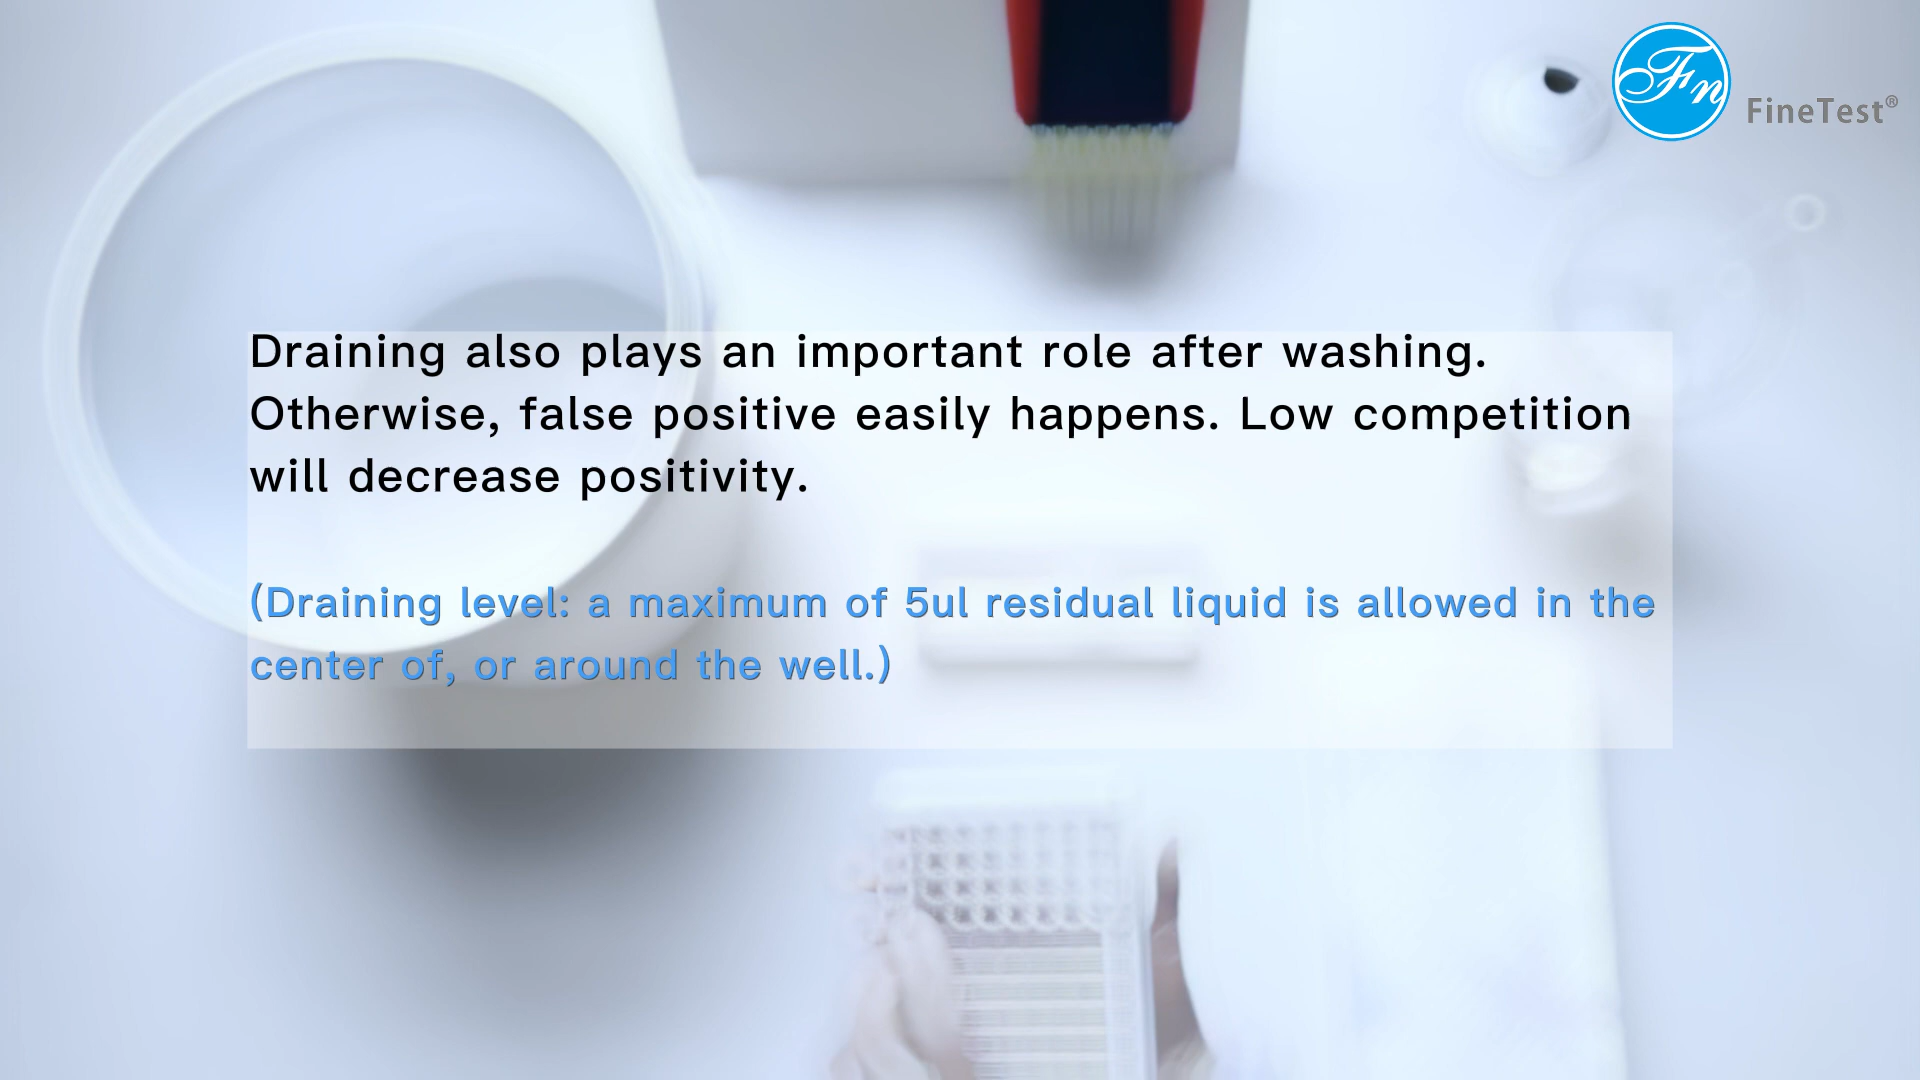 Fn
FineTest®
Draining also plays an important role after washing.
Otherwise, false positive easily happens. Low competition
will decrease positivity.
(Draining level: a maximum of 5ul residual liquid is allowed in the
center of, or around the well.)